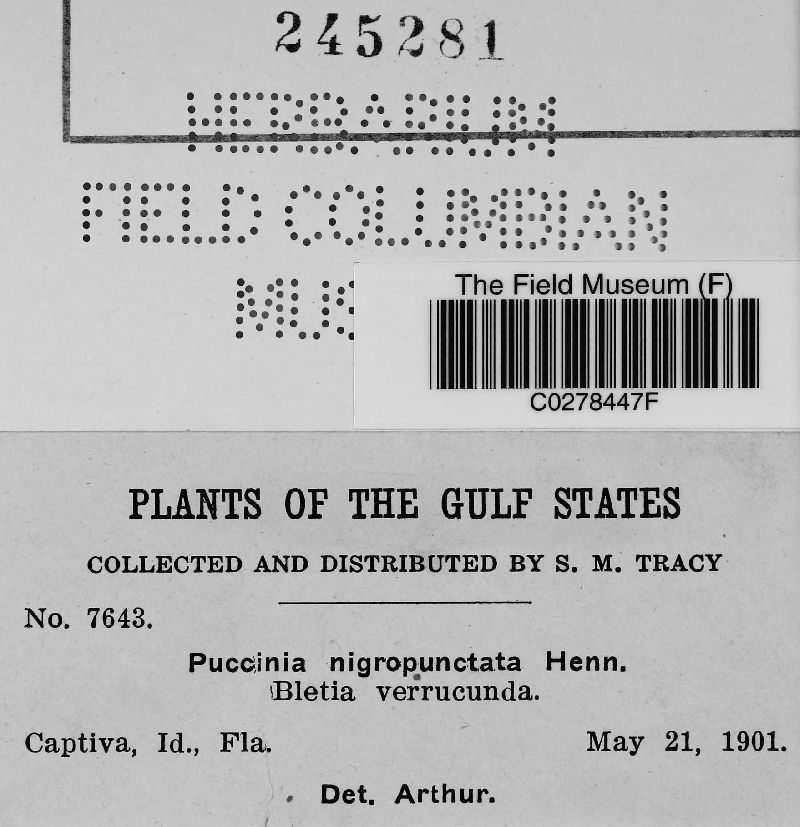 245281
HERBARIUM
FIELD COLUMBIAN
MUS
The Field Museum (F)
C0278447F
PLANTS OF THE GULF STATES
COLLECTED AND DISTRIBUTED BY S. M. TRACY
No. 7643.
Puccinia nigropunctata Henn.
Bletia verrucunda.
Captiva, Id., Fla. May 21, 1901.
Det. Arthur.